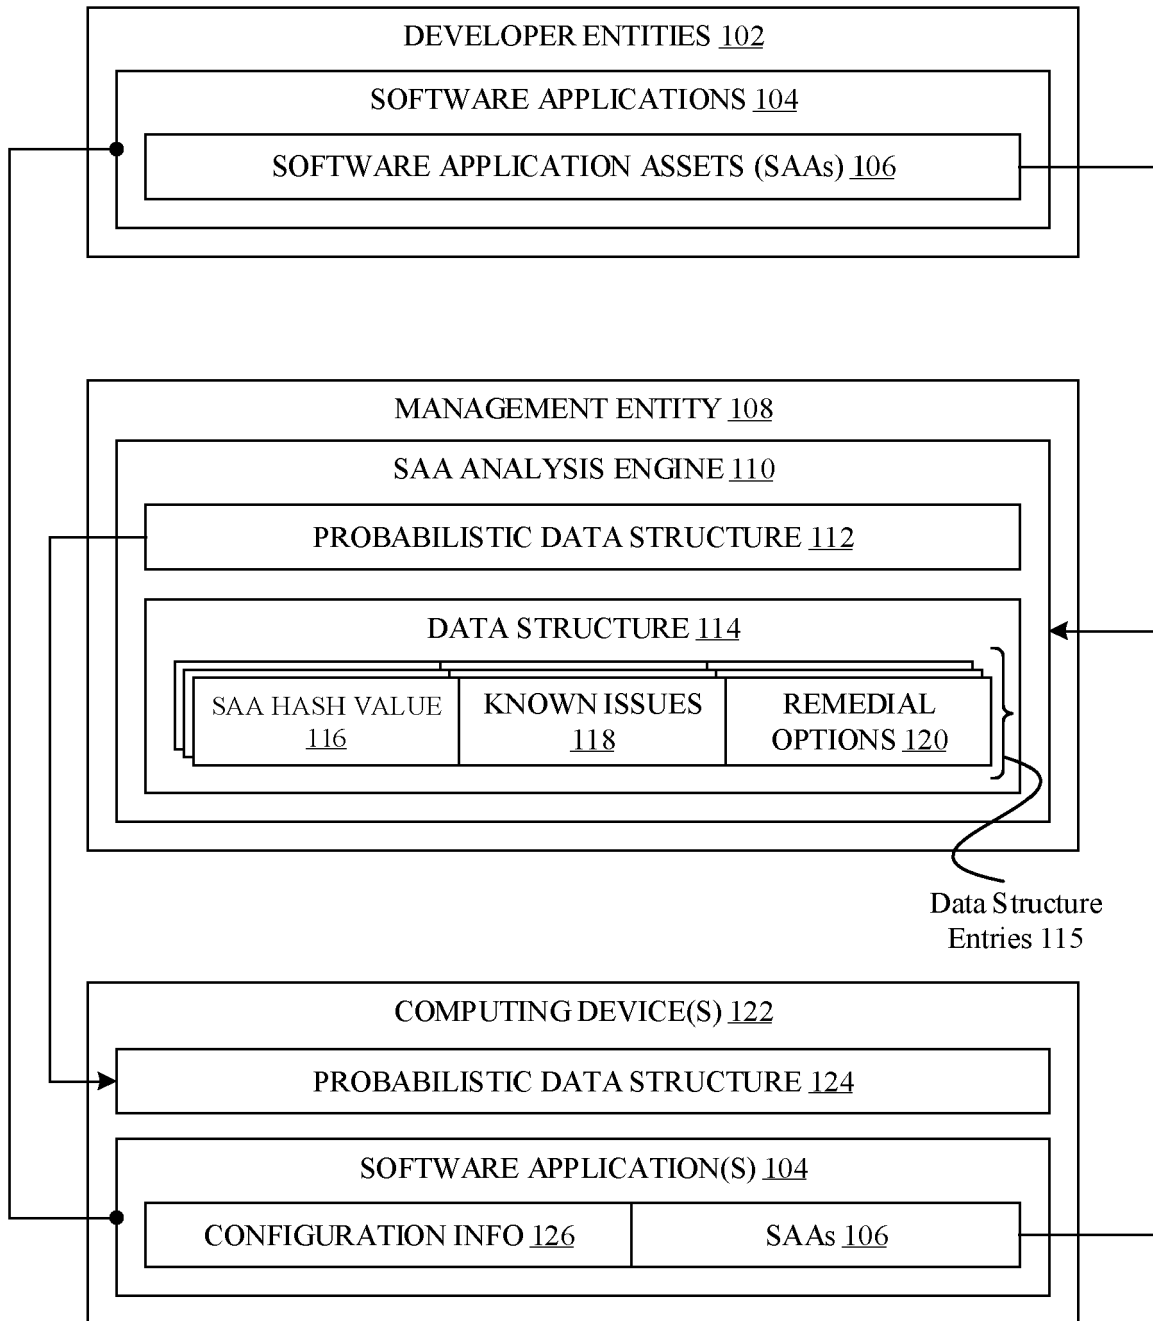 DEVELOPER ENTITIES 102
SOFTWARE APPLICATIONS 104
SOFTWARE APPLICATION ASSETS (SAAs) 106
MANAGEMENT ENTITY 108
SAA ANALYSIS ENGINE 110
PROBABILISTIC DATA STRUCTURE 112
DATA STRUCTURE 114
SAA HASH VALUE
116
KNOWN ISSUES
118
REMEDIAL
OPTIONS 120
Data Structure
Entries 115
COMPUTING DEVICE(S) 122
PROBABILISTIC DATA STRUCTURE 124
SOFTWARE APPLICATION(S) 104
CONFIGURATION INFO 126
SAAs 106